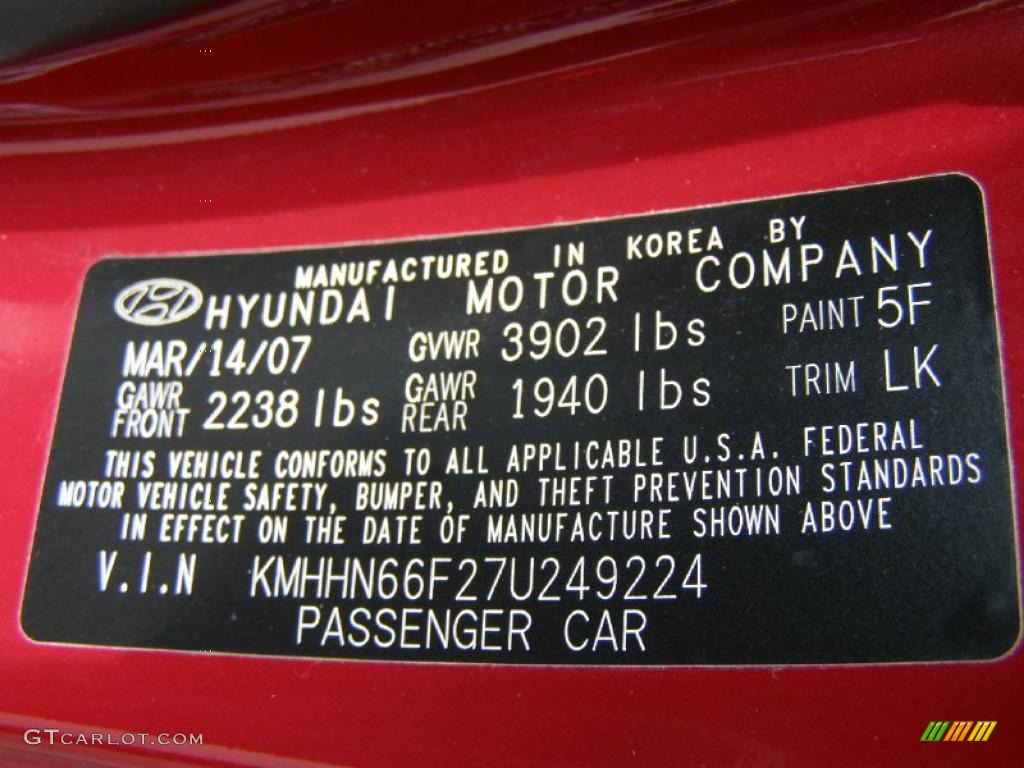 MANUFACTURED IN KOREA BY
HYUNDAI MOTOR COMPANY
MAR/14/07 GVWR 3902 lbs PAINT 5F
GAWR FRONT 2238 lbs GAWR REAR 1940 lbs TRIM LK
THIS VEHICLE CONFORMS TO ALL APPLICABLE U.S.A. FEDERAL
MOTOR VEHICLE SAFETY, BUMPER, AND THEFT PREVENTION STANDARDS
IN EFFECT ON THE DATE OF MANUFACTURE SHOWN ABOVE
V.I.N KMHHN66F27U249224
PASSENGER CAR
GTCARLOT.COM